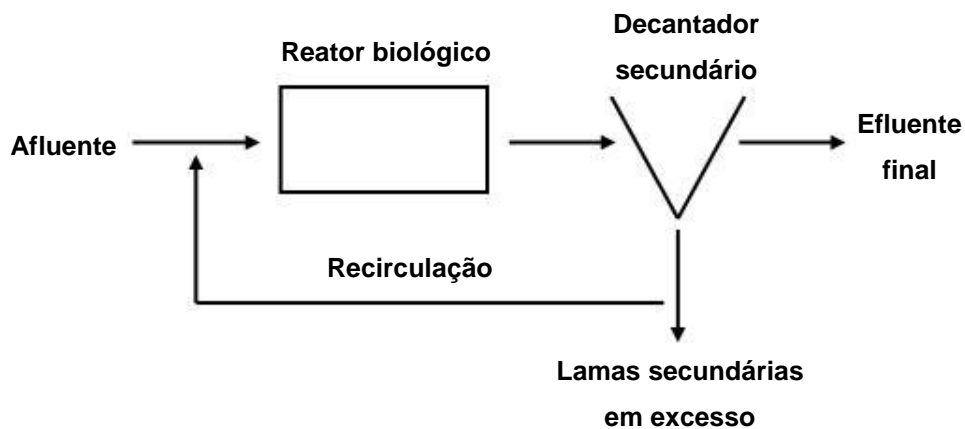 Decantador
secundário
Reator biológico
Afluente
Efluente
final
Recirculação
Lamas secundárias
em excesso